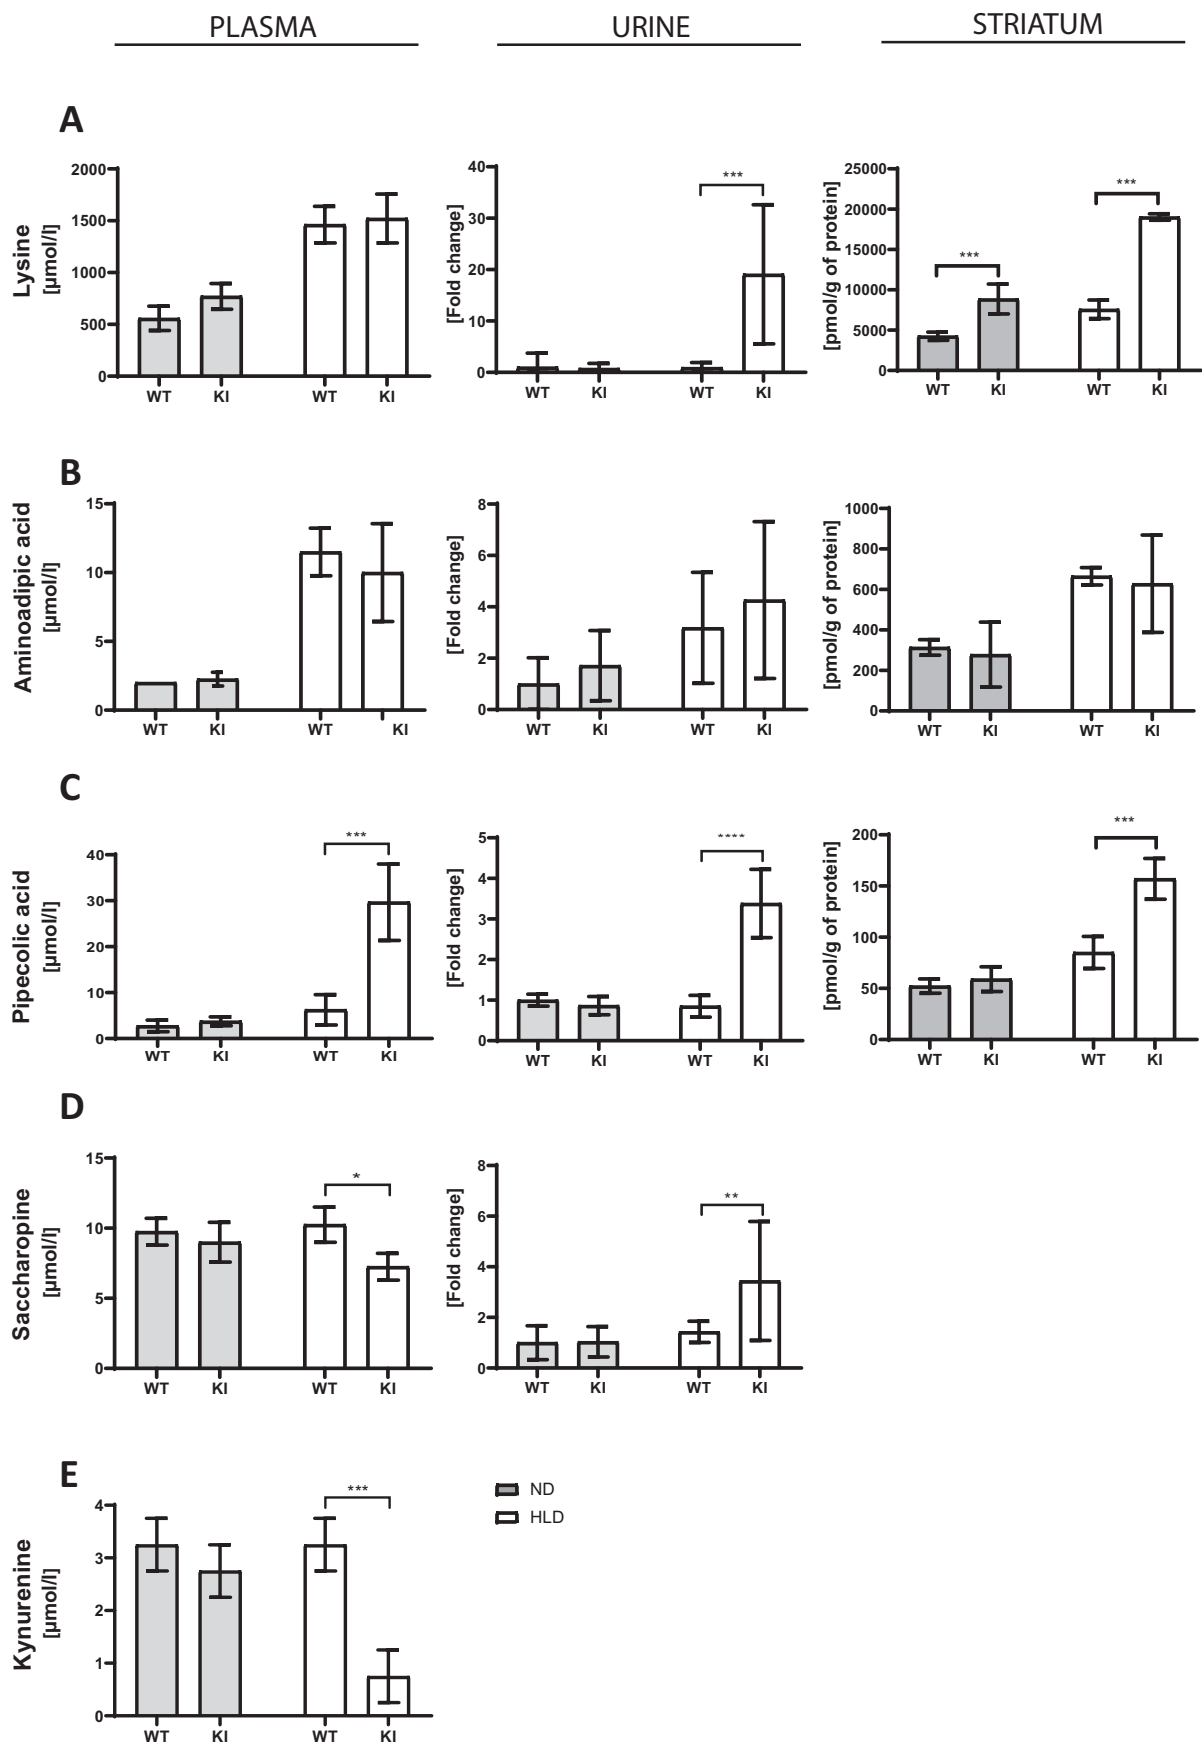 PLASMA URINE STRIATUM
A
Lysine
[µmol/l]
2000
1500
1000
500
0
WT KI WT KI
[Fold change]
40
30
20
10
0
***
WT KI WT KI
[pmol/g of protein]
25000
20000
15000
10000
5000
0
***
***
WT KI WT KI
B
Aminoadipic acid
[µmol/l]
15
10
5
0
WT KI WT KI
[Fold change]
8
6
4
2
0
WT KI WT KI
[pmol/g of protein]
1000
800
600
400
200
0
WT KI WT KI
C
Pipecolic acid
[µmol/l]
40
30
20
10
0
***
WT KI WT KI
[Fold change]
5
4
3
2
1
0
****
WT KI WT KI
[pmol/g of protein]
200
150
100
50
0
***
WT KI WT KI
D
Saccharopine
[µmol/l]
15
10
5
0
*
WT KI WT KI
[Fold change]
8
6
4
2
0
**
WT KI WT KI
E
Kynurenine
[µmol/l]
4
3
2
1
0
***
WT KI WT KI
ND
HLD